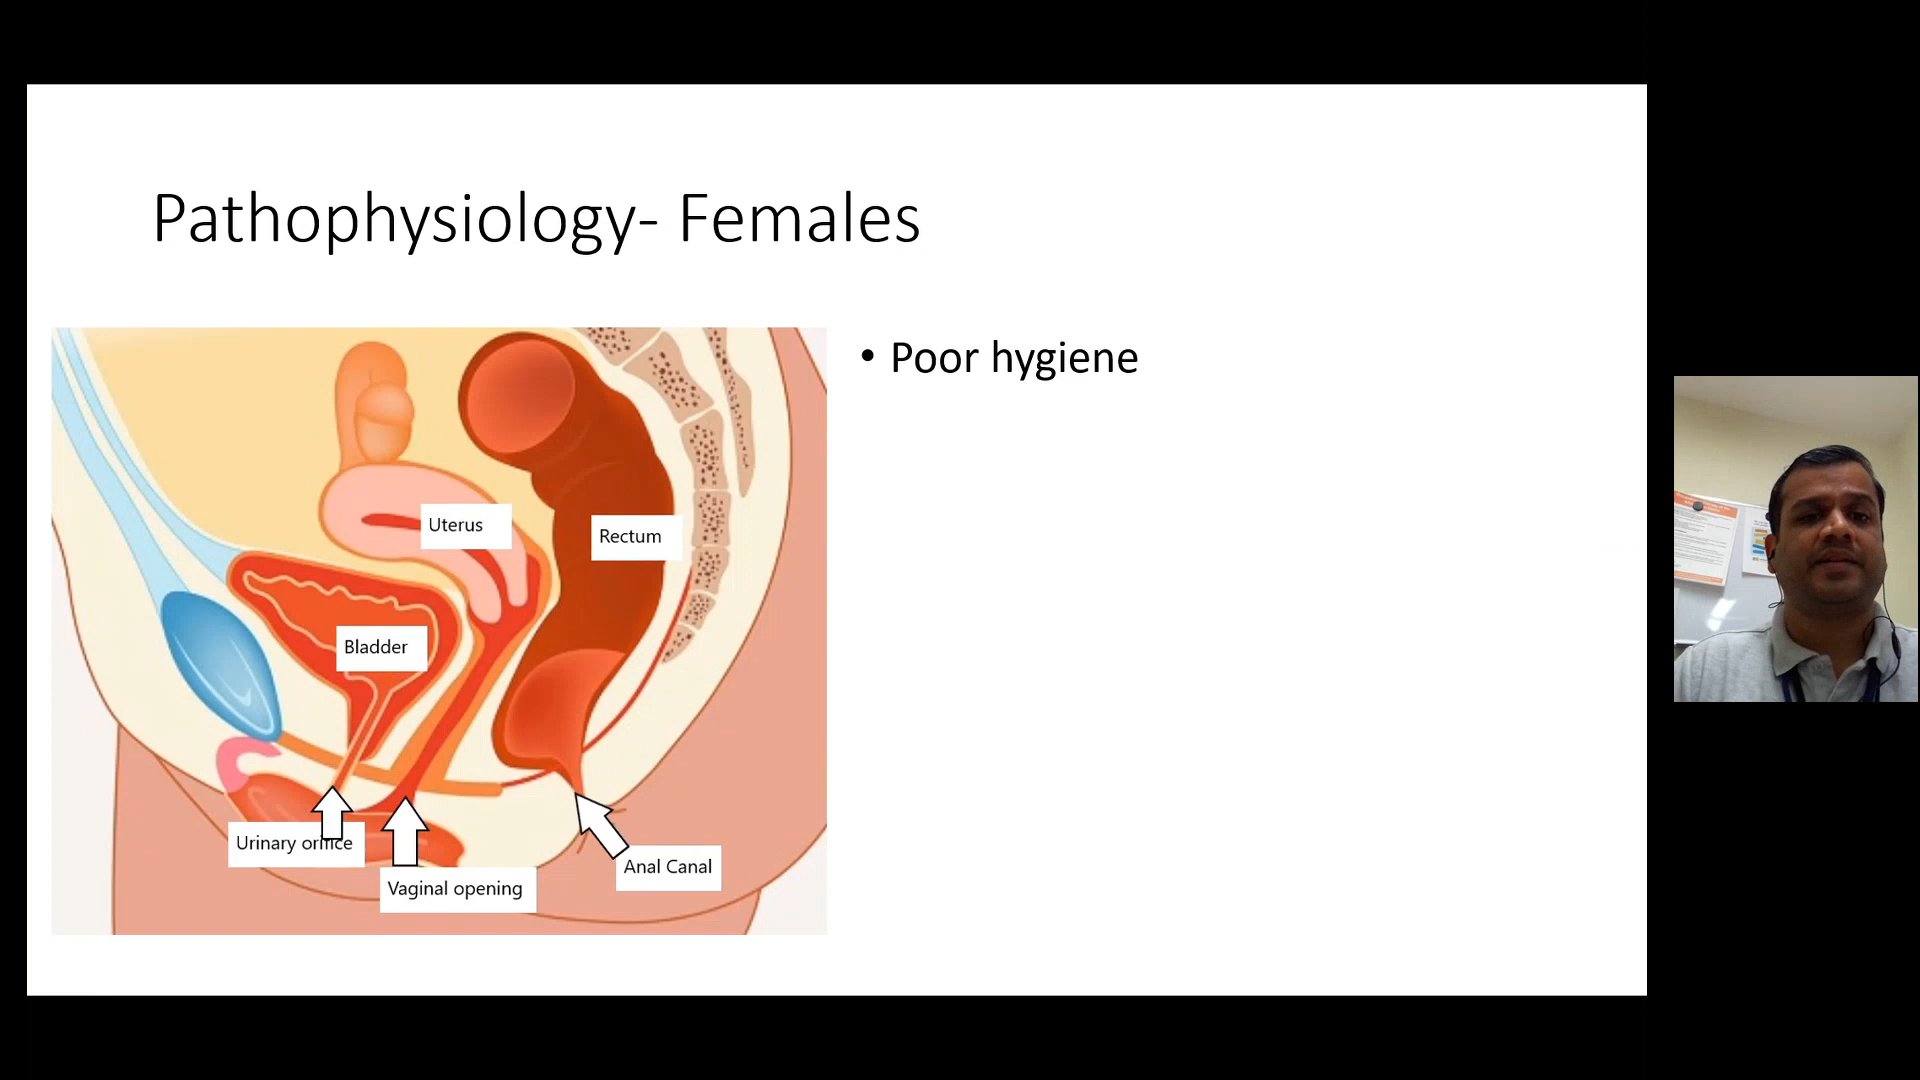 Pathophysiology- Females
• Poor hygiene
Uterus
Rectum
Bladder
Urinary orifice
Vaginal opening
Anal Canal